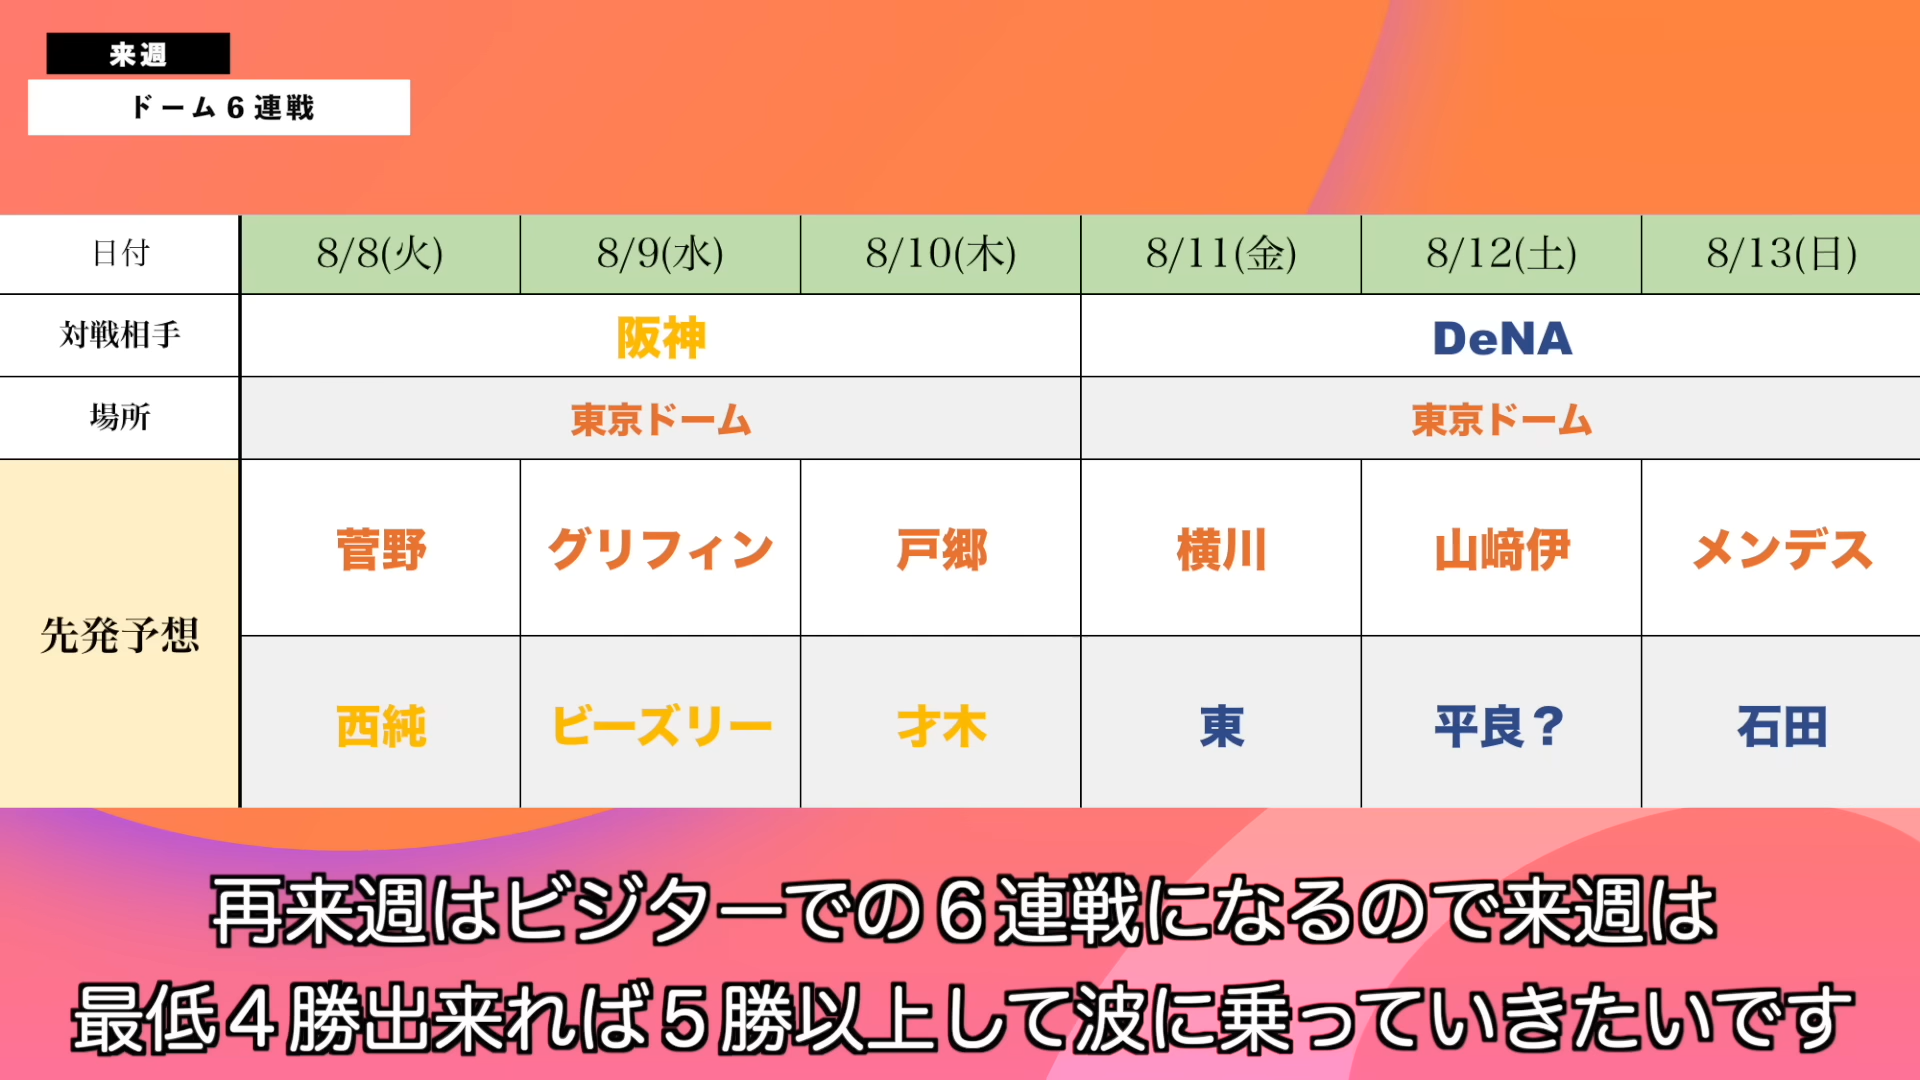 来週
ドーム６連戦
日付 8/8(火) 8/9(水) 8/10(木) 8/11(金) 8/12(土) 8/13(日)
対戦相手 阪神 DeNA
場所 東京ドーム 東京ドーム
先発予想
菅野 グリフィン 戸郷 横川 山﨑伊 メンデス
西純 ビーズリー 才木 東 平良？ 石田
再来週はビジターでの６連戦になるので来週は
最低４勝出来れば５勝以上して波に乗っていきたいです